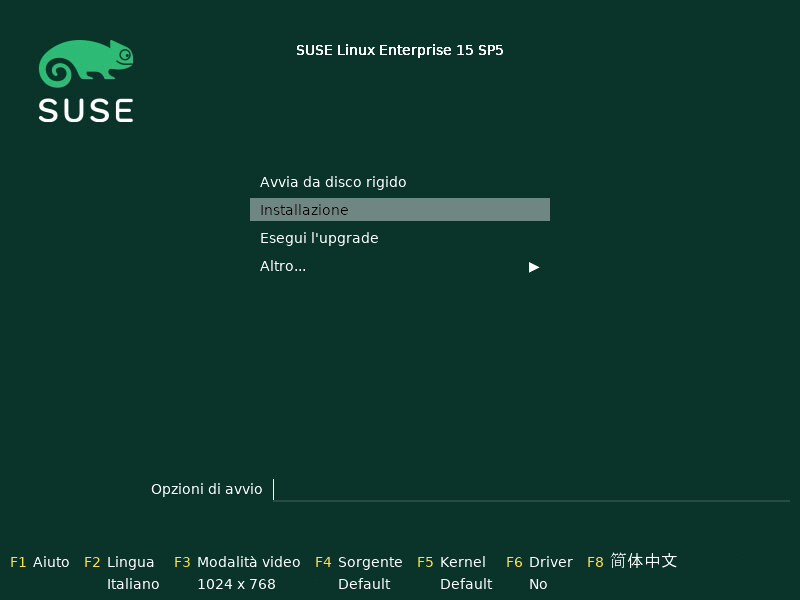 SUSE
SUSE Linux Enterprise 15 SP5
Avvia da disco rigido
Installazione
Esegui l'upgrade
Altro...
Opzioni di avvio
F1 Aiuto F2 Lingua F3 Modalità video F4 Sorgente F5 Kernel F6 Driver F8 简体中文
Italiano 1024 x 768 Default Default No